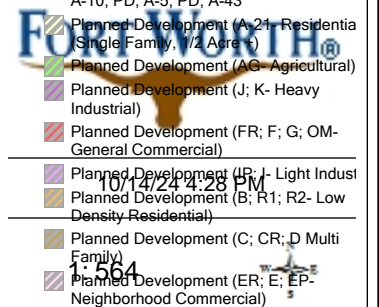 A-10, PD, A-5, PD, A-43
FORT WORTH®
Planned Development (A-21- Residentia
(Single Family, 1/2 Acre +)
Planned Development (AG- Agricultural)
Planned Development (J; K- Heavy
Industrial)
Planned Development (FR; F; G; OM-
General Commercial)
Planned Development (IP; I- Light Indust
10/14/24 4:28 PM
Planned Development (B; R1; R2- Low
Density Residential)
Planned Development (C; CR; D Multi
Family)
1: 564
W E
S
Planned Development (ER; E; EP-
Neighborhood Commercial)